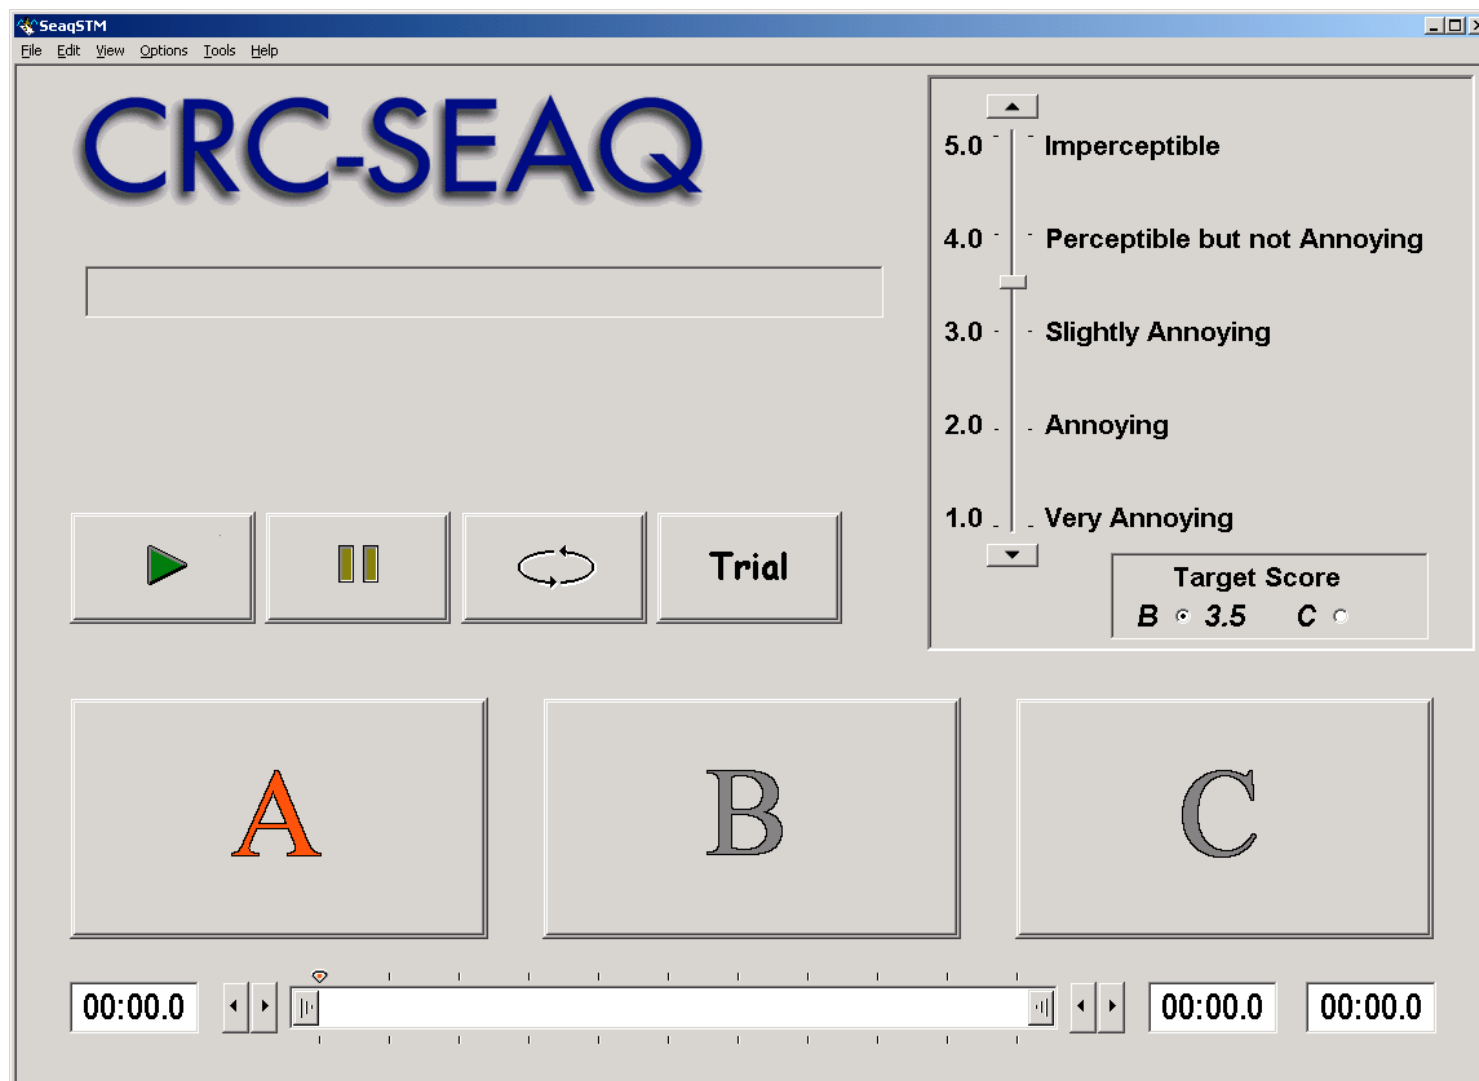 SeaqSTM
File Edit View Options Tools Help
CRC-SEAQ
5.0 Imperceptible
4.0 Perceptible but not Annoying
3.0 Slightly Annoying
2.0 Annoying
1.0 Very Annoying
Target Score
B 3.5 C
Trial
A B C
00:00.0 00:00.0 00:00.0